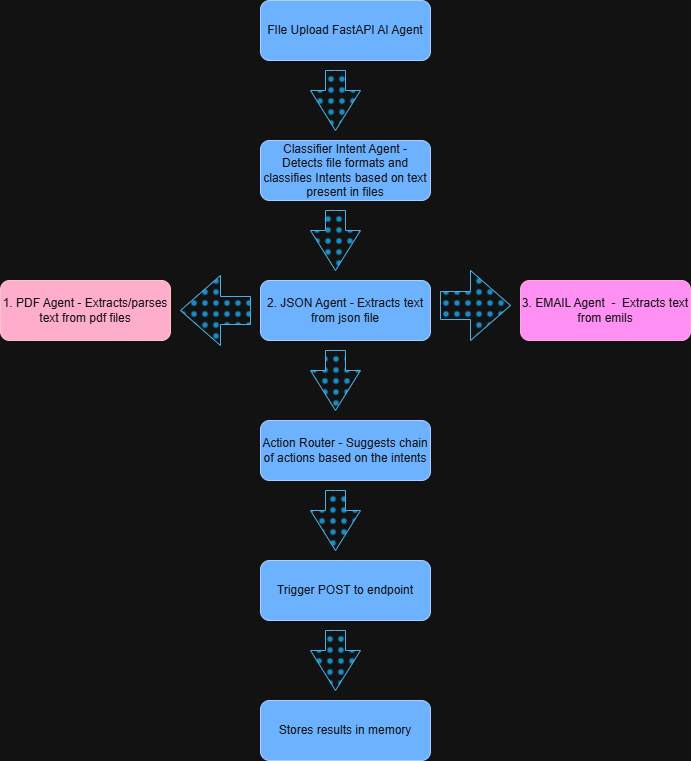 FIle Upload FastAPI AI Agent
Classifier Intent Agent -
Detects file formats and
classifies Intents based on text
present in files
1. PDF Agent - Extracts/parses
text from pdf files
2. JSON Agent - Extracts text
from json file
3. EMAIL Agent - Extracts text
from emils
Action Router - Suggests chain
of actions based on the intents
Trigger POST to endpoint
Stores results in memory